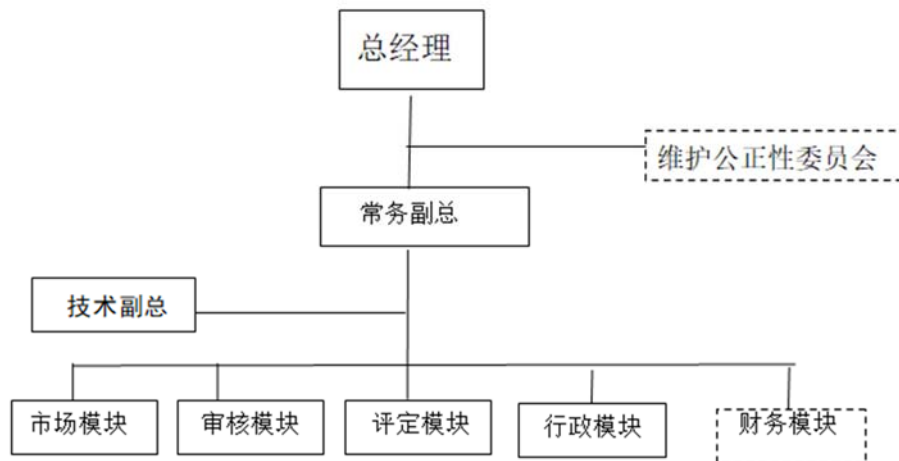 总经理
维护公正性委员会
常务副总
技术副总
市场模块
审核模块
评定模块
行政模块
财务模块